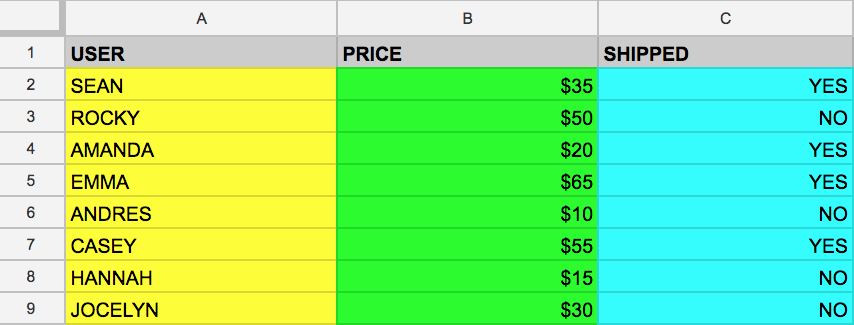 A B C
1 USER PRICE SHIPPED
2 SEAN $35 YES
3 ROCKY $50 NO
4 AMANDA $20 YES
5 EMMA $65 YES
6 ANDRES $10 NO
7 CASEY $55 YES
8 HANNAH $15 NO
9 JOCELYN $30 NO